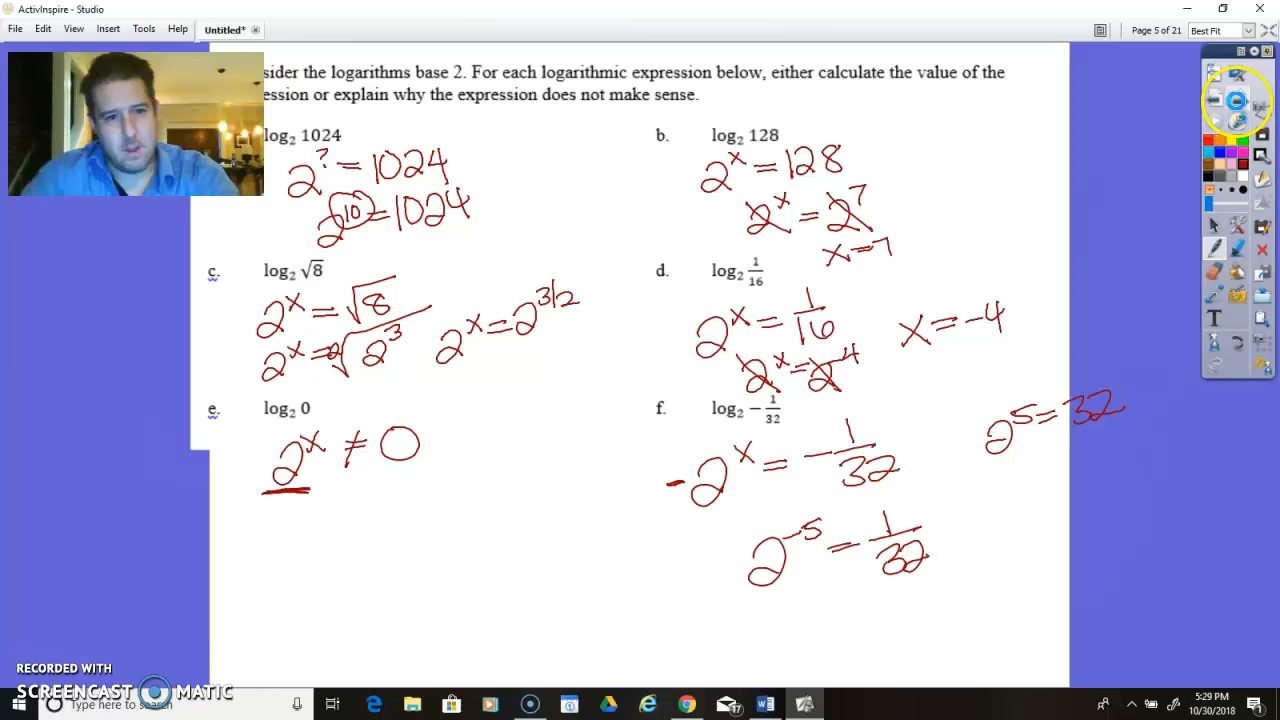 ActivInspire - Studio
File Edit View Insert Tools Help Untitled*
Page 5 of 21 Best Fit
sider the logarithms base 2. For each logarithmic expression below, either calculate the value of the
ession or explain why the expression does not make sense.
log₂ 1024
2^? = 1024
2^10 = 1024
b. log₂ 128
2^x = 128
2^x = 2^7
x = 7
c. log₂ √8
2^x = √8
2^x = ²√2^3
2^x = 2^3/2
d. log₂ 1/16
2^x = 1/16
2^x = 2^-4
x = -4
e. log₂ 0
2^x ≠ 0
f. log₂ - 1/32
2^5 = 32
-2^x = - 1/32
2^-5 = 1/32
RECORDED WITH
SCREENCAST MATIC
Type here to search
17
5:29 PM
10/30/2018